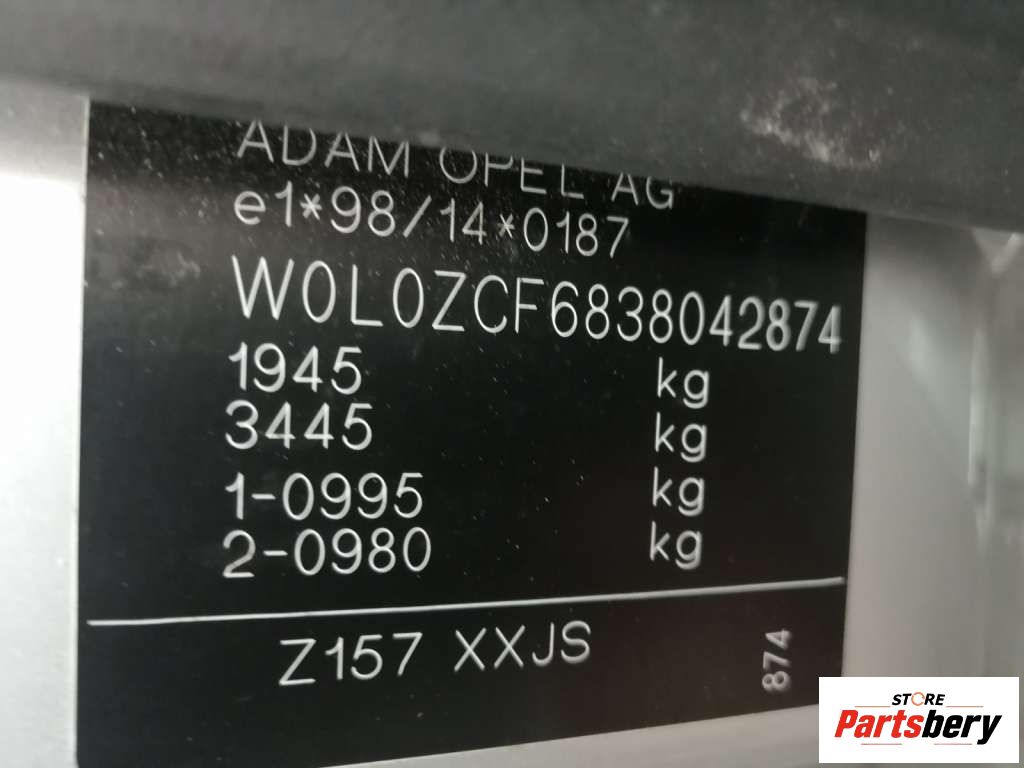 ADAM OPEL AG
e1*98/14*0187
W0L0ZCF6838042874
1945 kg
3445 kg
1-0995 kg
2-0980 kg
Z157 XXJS
874
STORE
Partsbery